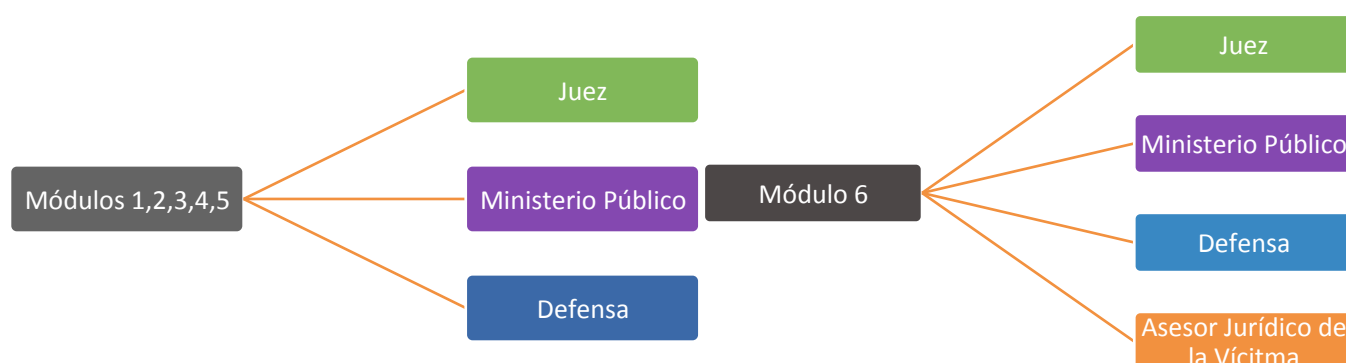 Módulos 1,2,3,4,5
Juez
Ministerio Público
Defensa
Módulo 6
Juez
Ministerio Público
Defensa
Asesor Jurídico de
la Vícitma